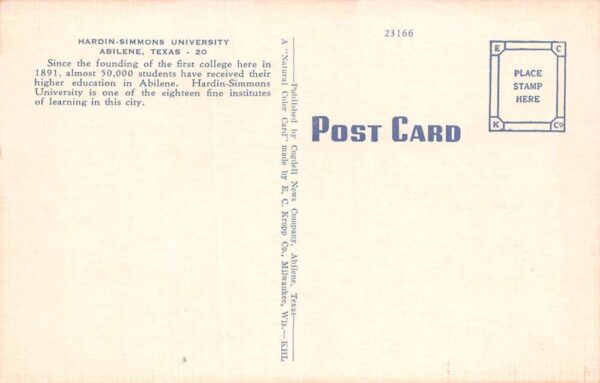 HARDIN-SIMMONS UNIVERSITY
ABILENE, TEXAS - 20
Since the founding of the first college here in
1891, almost 50,000 students have received their
higher education in Abilene. Hardin-Simmons
University is one of the eighteen fine institutes
of learning in this city.
—Published by Cogdell News Company, Abilene, Texas—
A "Natural Color Card" made by E. C. Kropp Co., Milwaukee, Wis.—KHL
23166
POST CARD
E C
PLACE
STAMP
HERE
K Co